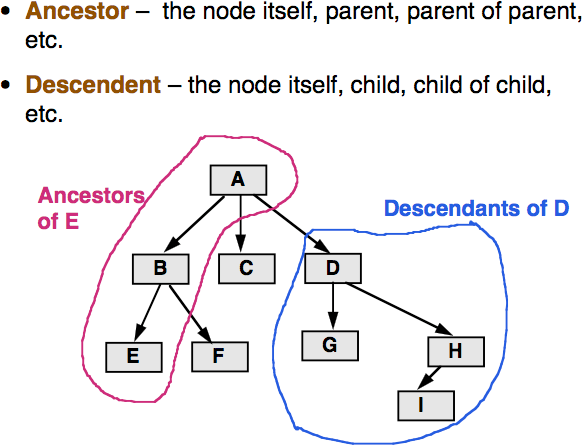 • Ancestor – the node itself, parent, parent of parent,
etc.
• Descendent – the node itself, child, child of child,
etc.
A
Ancestors
of E
Descendants of D
B
C
D
E
F
G
H
I